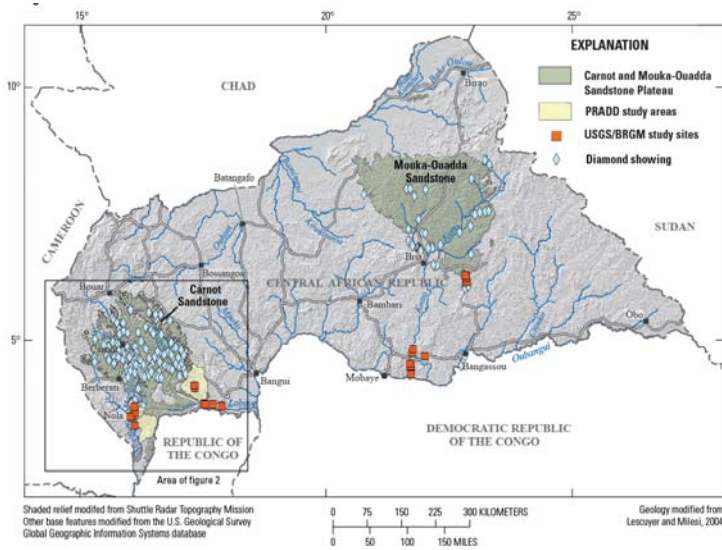 15°
20°
25°
EXPLANATION
Carnot and Mouka-Ouadda
Sandstone Plateau
PRADD study areas
USGS/BRGM study sites
Diamond showing
10°
CHAD
Birao
Mouka-Ouadda
Sandstone
Batangafo
SUDAN
CAMEROON
Bossangoa
Bouar
Carnot
Sandstone
Bria
CENTRAL AFRICAN REPUBLIC
Bambari
Obo
5°
Berberati
Bangui
Mobaye
Bangassou
Oubangui
Nola
Lobaye
REPUBLIC OF
THE CONGO
DEMOCRATIC REPUBLIC
OF THE CONGO
Area of figure 2
Shaded relief modifed from Shuttle Radar Topography Mission
Other base features modified from the U.S. Geological Survey
Global Geographic Information Systems database
0 75 150 225 300 KILOMETERS
0 50 100 150 MILES
Geology modified from
Lescuyer and Milesi, 2004